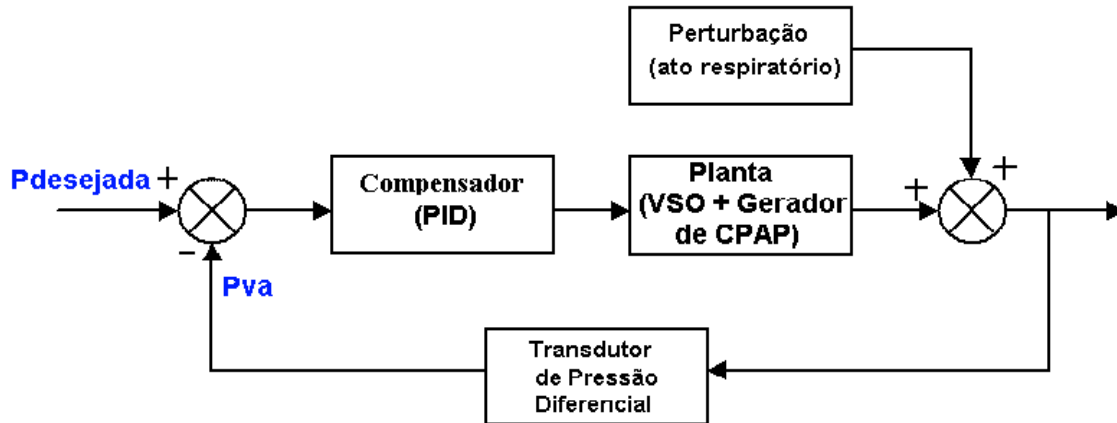 Perturbação
(ato respiratório)
Pdesejada
+
−
Compensador
(PID)
Planta
(VSO + Gerador
de CPAP)
+
+
Pva
Transdutor
de Pressão
Diferencial